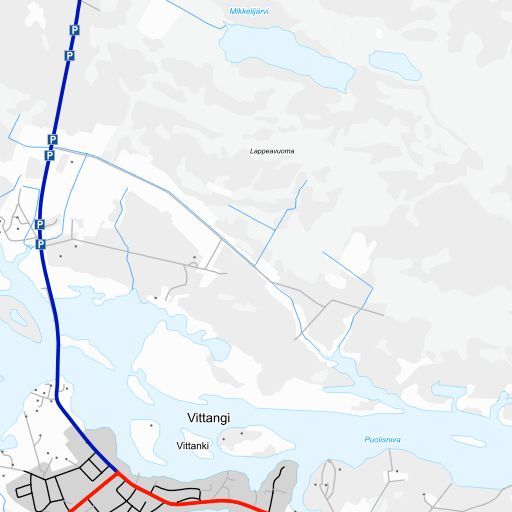 Mikkelijärvi
P
P
P
Lappeavuoma
P
P
P
Vittangi
Vittanki
Puolisniva